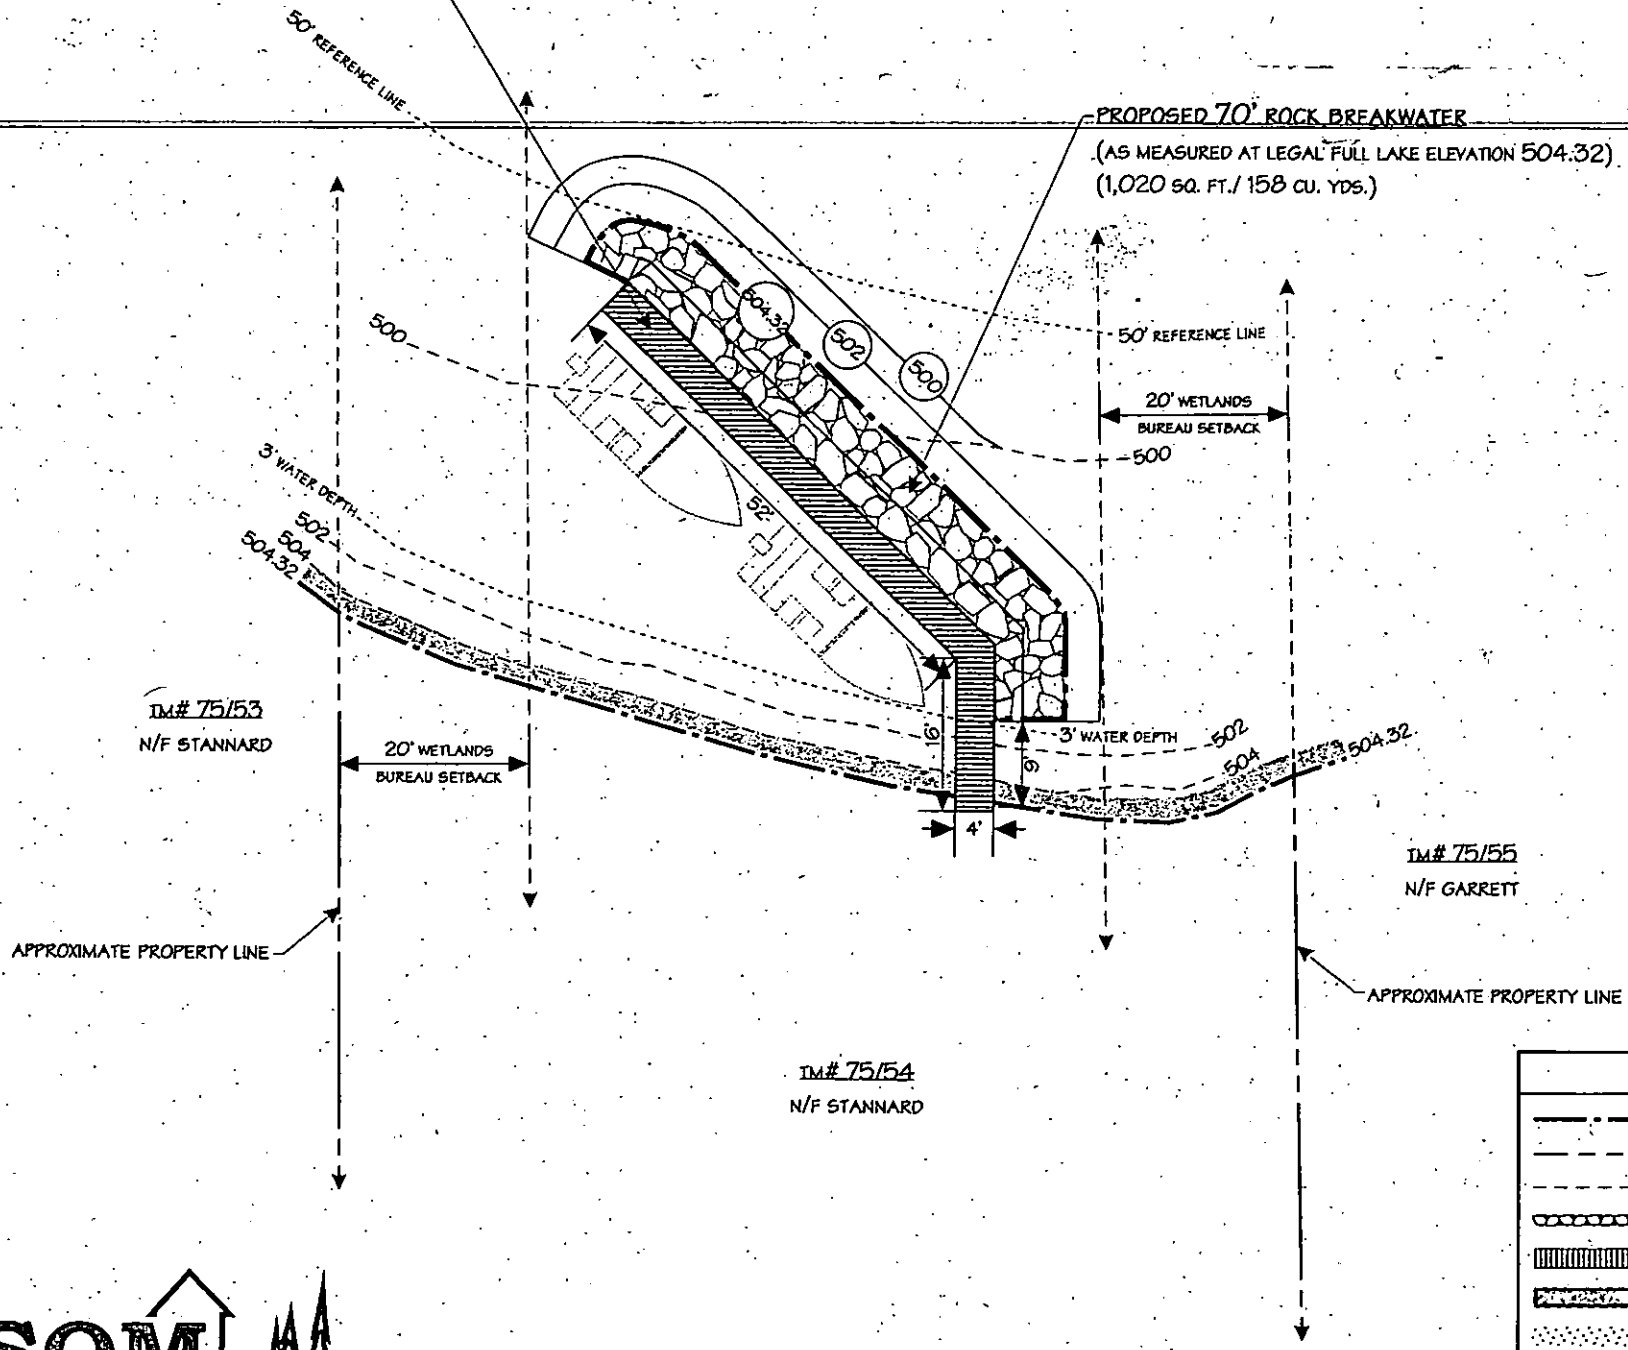 50' REFERENCE LINE
PROPOSED 70' ROCK BREAKWATER
(AS MEASURED AT LEGAL FULL LAKE ELEVATION 504.32)
(1,020 SQ. FT./ 158 CU. YDS.)
504.32
502
500
500
50' REFERENCE LINE
20' WETLANDS
BUREAU SETBACK
500
3' WATER DEPTH
502
504
504.32
52'
TM# 75/53
N/F STANNARD
20' WETLANDS
BUREAU SETBACK
16'
9'
3' WATER DEPTH
502
504
504.32
4'
TM# 75/55
N/F GARRETT
APPROXIMATE PROPERTY LINE
APPROXIMATE PROPERTY LINE
TM# 75/54
N/F STANNARD